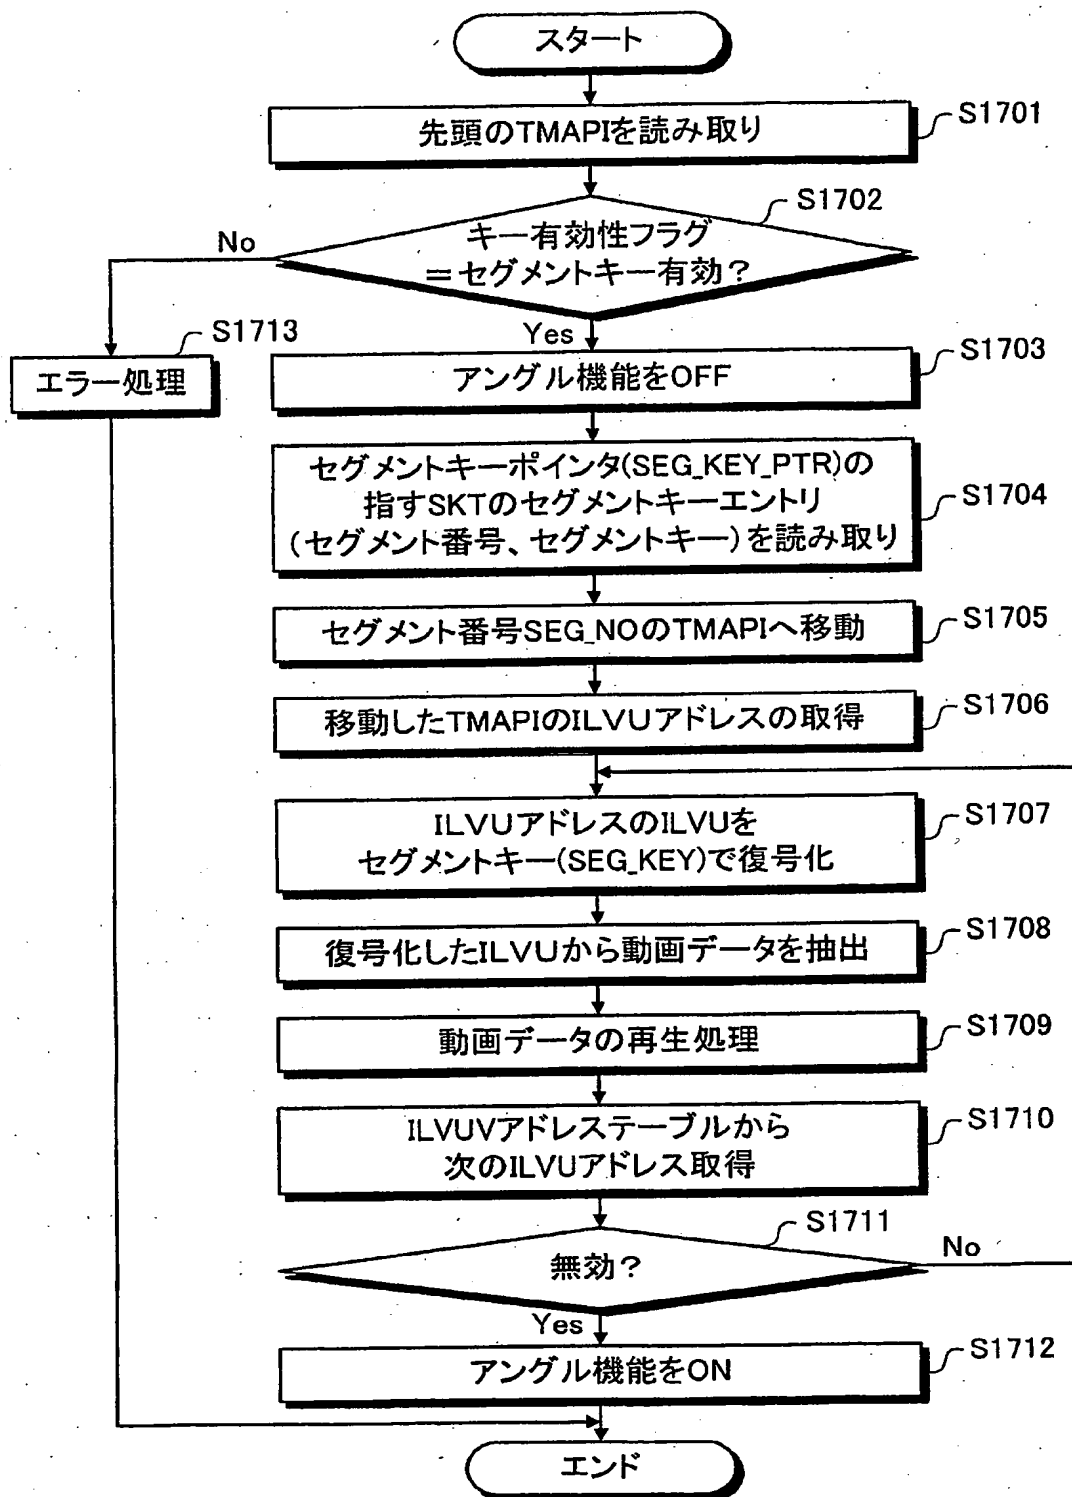 スタート
先頭のTMAPIを読み取り
S1701
キー有効性フラグ
＝セグメントキー有効？
S1702
No
Yes
エラー処理
S1713
アングル機能をOFF
S1703
セグメントキーポインタ(SEG_KEY_PTR)の
指すSKTのセグメントキーエントリ
（セグメント番号、セグメントキー）を読み取り
S1704
セグメント番号SEG_NOのTMAPIへ移動
S1705
移動したTMAPIのILVUアドレスの取得
S1706
ILVUアドレスのILVUを
セグメントキー(SEG_KEY)で復号化
S1707
復号化したILVUから動画データを抽出
S1708
動画データの再生処理
S1709
ILVUVアドレステーブルから
次のILVUアドレス取得
S1710
無効？
S1711
No
Yes
アングル機能をON
S1712
エンド